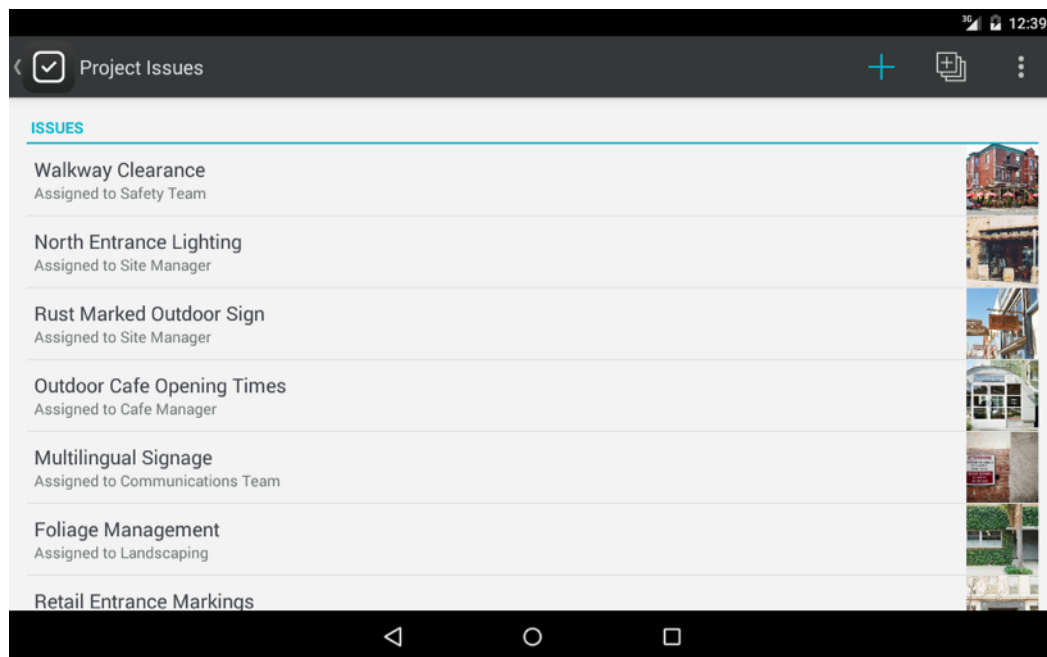 3G 12:39
Project Issues
ISSUES
Walkway Clearance
Assigned to Safety Team
North Entrance Lighting
Assigned to Site Manager
Rust Marked Outdoor Sign
Assigned to Site Manager
Outdoor Cafe Opening Times
Assigned to Cafe Manager
Multilingual Signage
Assigned to Communications Team
Foliage Management
Assigned to Landscaping
Retail Entrance Markings